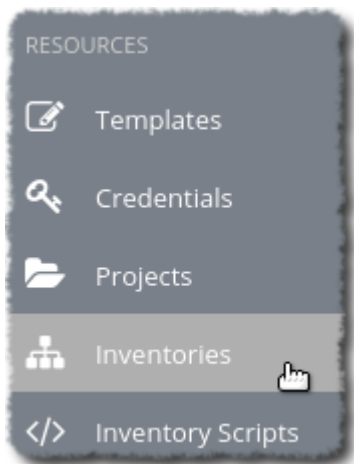 RESOURCES
Templates
Credentials
Projects
Inventories
Inventory Scripts